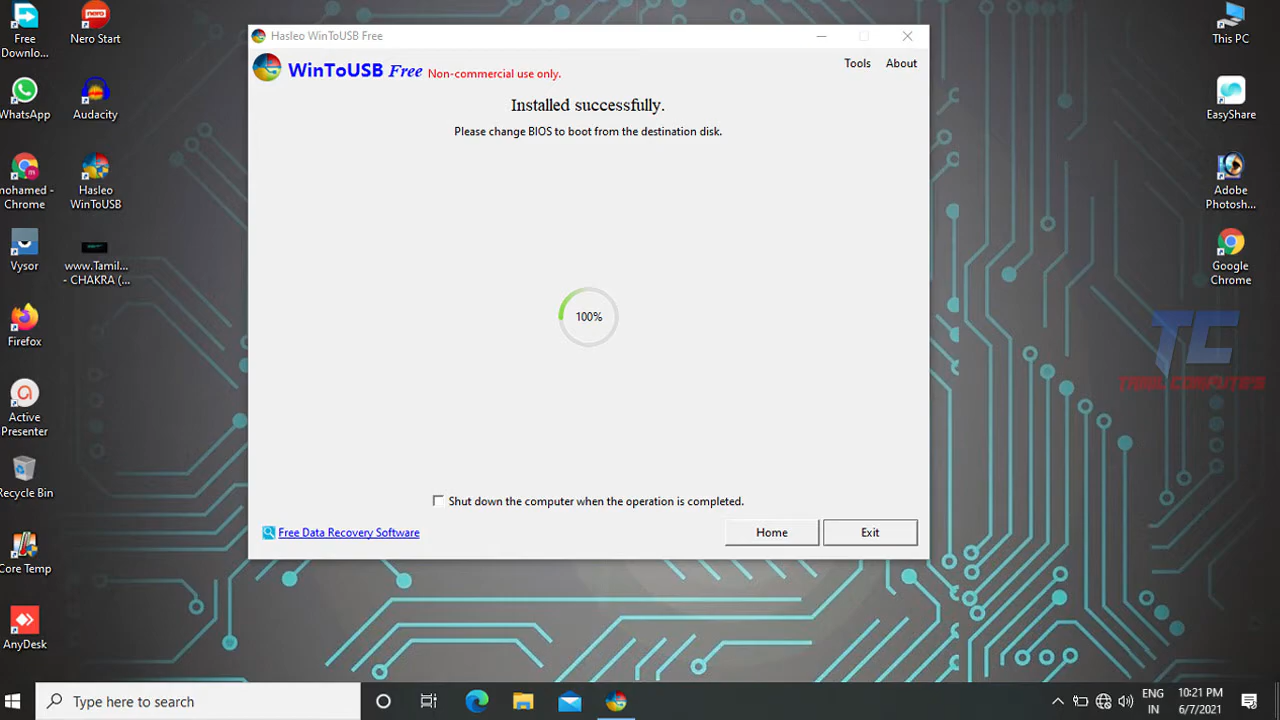 Free
Downlo...
Nero Start
WhatsApp
Audacity
mohamed -
Chrome
Hasleo
WinToUSB
Vysor
www.Tamil...
- CHAKRA (...
Firefox
Active
Presenter
Recycle Bin
Core Temp
AnyDesk
Hasleo WinToUSB Free
WinToUSB Free Non-commercial use only.
Tools About
Installed successfully.
Please change BIOS to boot from the destination disk.
100%
Shut down the computer when the operation is completed.
Free Data Recovery Software
Home
Exit
This PC
EasyShare
Adobe
Photosh...
Google
Chrome
TC
TAMIL COMPUTIPS
Type here to search
ENG
IN
10:21 PM
6/7/2021